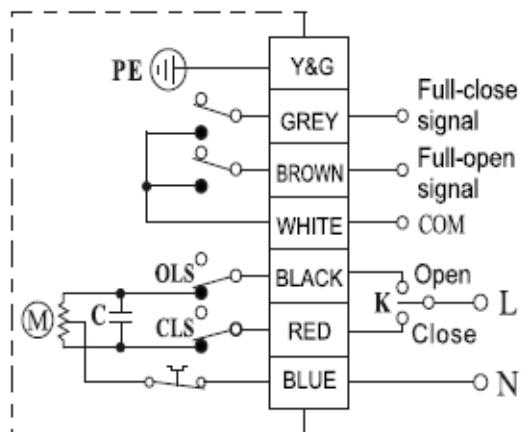 PE
Y&G
GREY
Full-close
signal
BROWN
Full-open
signal
WHITE
COM
OLS
BLACK
Open
K
L
M
C
CLS
RED
Close
BLUE
N